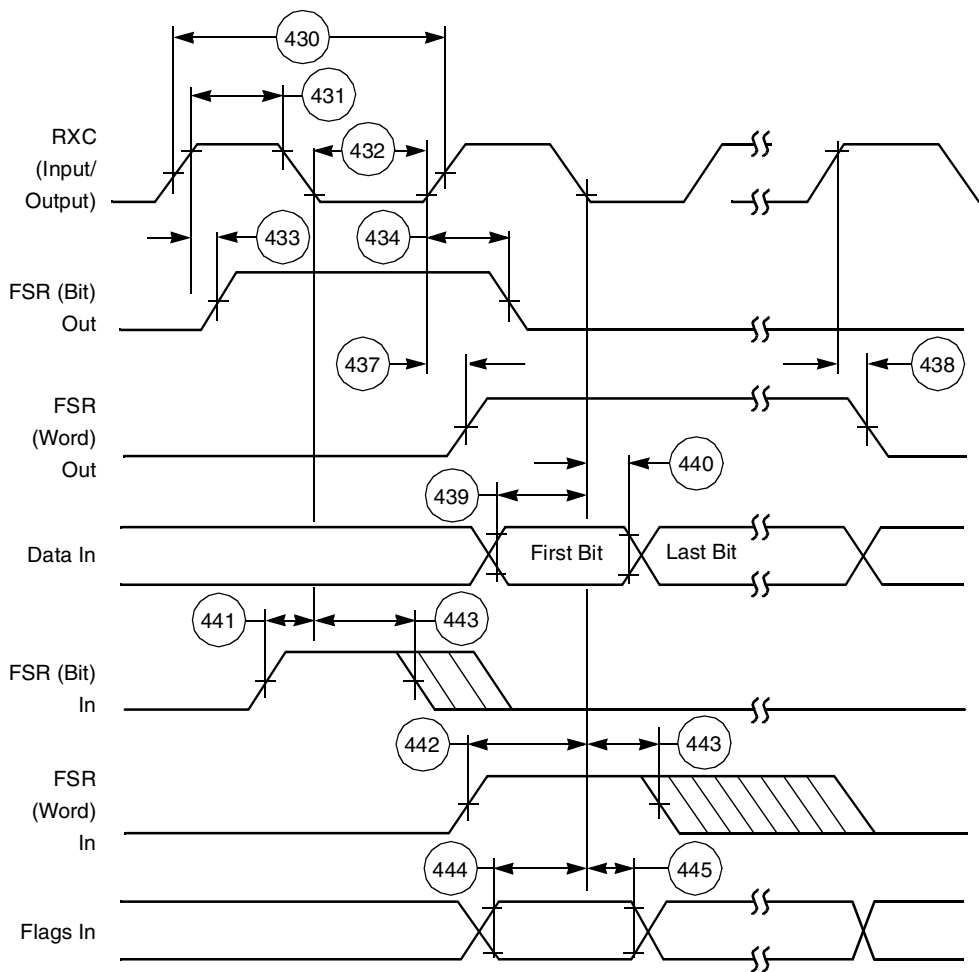 430
431
RXC
(Input/
Output)
432
433
434
FSR (Bit)
Out
437
438
FSR
(Word)
Out
440
439
Data In
First Bit
Last Bit
441
443
FSR (Bit)
In
442
443
FSR
(Word)
In
444
445
Flags In